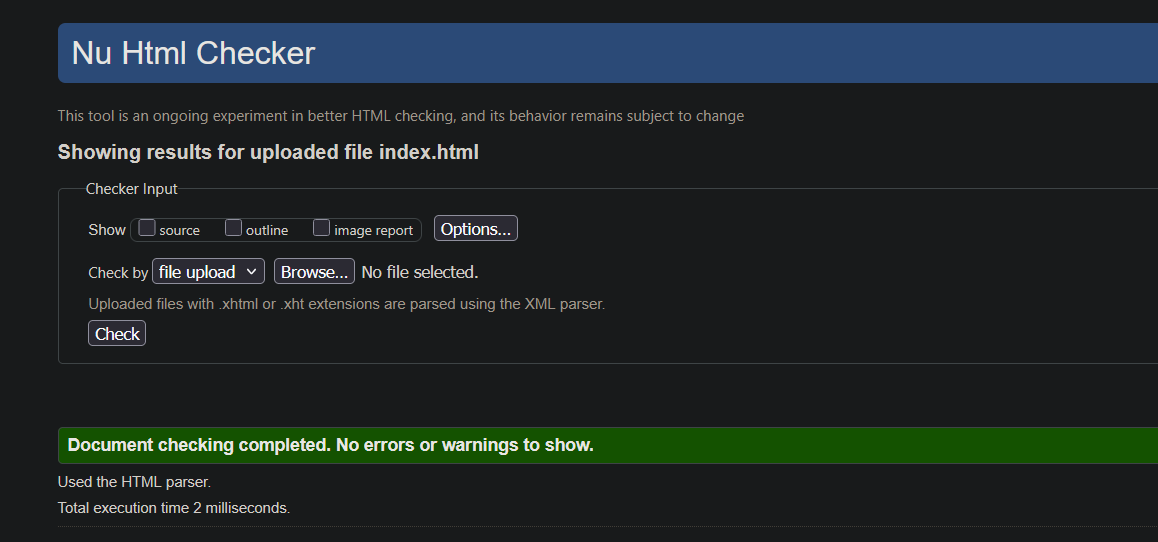 Nu Html Checker
This tool is an ongoing experiment in better HTML checking, and its behavior remains subject to change
Showing results for uploaded file index.html
Checker Input
Show source outline image report Options...
Check by file upload Browse... No file selected.
Uploaded files with .xhtml or .xht extensions are parsed using the XML parser.
Check
Document checking completed. No errors or warnings to show.
Used the HTML parser.
Total execution time 2 milliseconds.